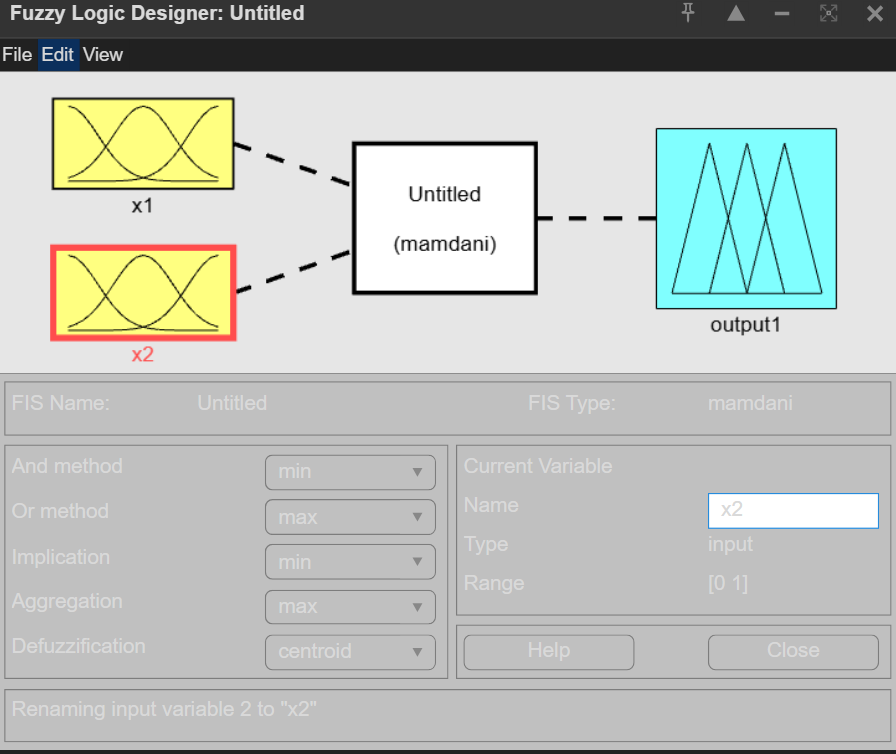 Fuzzy Logic Designer: Untitled
File Edit View
x1
x2
Untitled
(mamdani)
output1
FIS Name: Untitled FIS Type: mamdani
And method min
Or method max
Implication min
Aggregation max
Defuzzification centroid
Current Variable
Name x2
Type input
Range [0 1]
Help Close
Renaming input variable 2 to "x2"